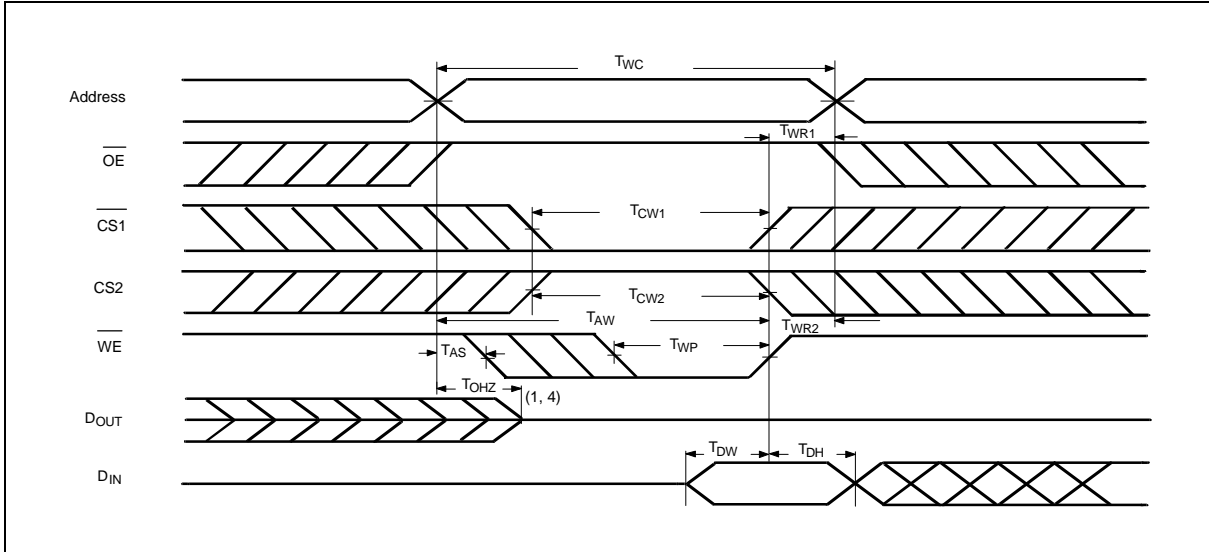 TWC
Address
TWR1
OE
CS1
TCW1
CS2
TCW2
TAW
TWR2
WE
TAS
TWP
TOHZ
(1, 4)
DOUT
TDW
TDH
DIN